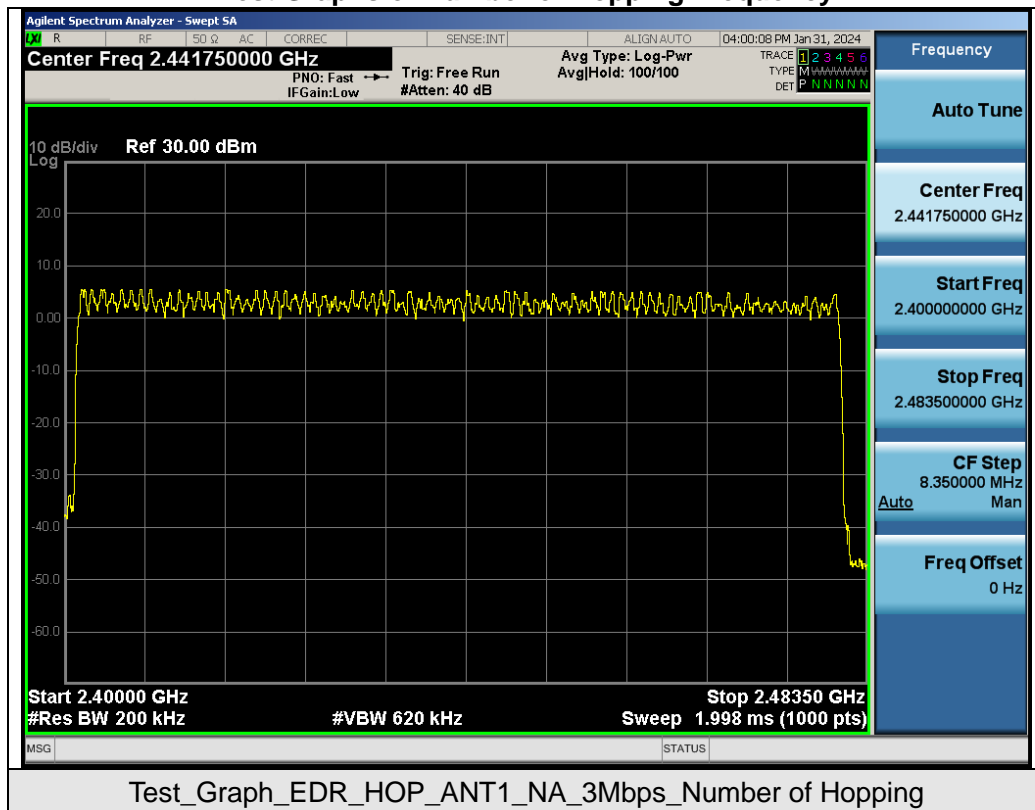 Agilent Spectrum Analyzer - Swept SA
LXI R RF 50 Ω AC CORREC SENSE:INT ALIGN AUTO 04:00:08 PM Jan 31, 2024
Center Freq 2.441750000 GHz
PNO: Fast
IFGain:Low
Trig: Free Run
#Atten: 40 dB
Avg Type: Log-Pwr
Avg|Hold: 100/100
TRACE 1 2 3 4 5 6
TYPE M
DET P N N N N N
10 dB/div Ref 30.00 dBm
Log
20.0
10.0
0.00
-10.0
-20.0
-30.0
-40.0
-50.0
-60.0
Start 2.40000 GHz Stop 2.48350 GHz
#Res BW 200 kHz #VBW 620 kHz Sweep 1.998 ms (1000 pts)
MSG STATUS
Frequency
Auto Tune
Center Freq
2.441750000 GHz
Start Freq
2.400000000 GHz
Stop Freq
2.483500000 GHz
CF Step
8.350000 MHz
Auto Man
Freq Offset
0 Hz
Test_Graph_EDR_HOP_ANT1_NA_3Mbps_Number of Hopping